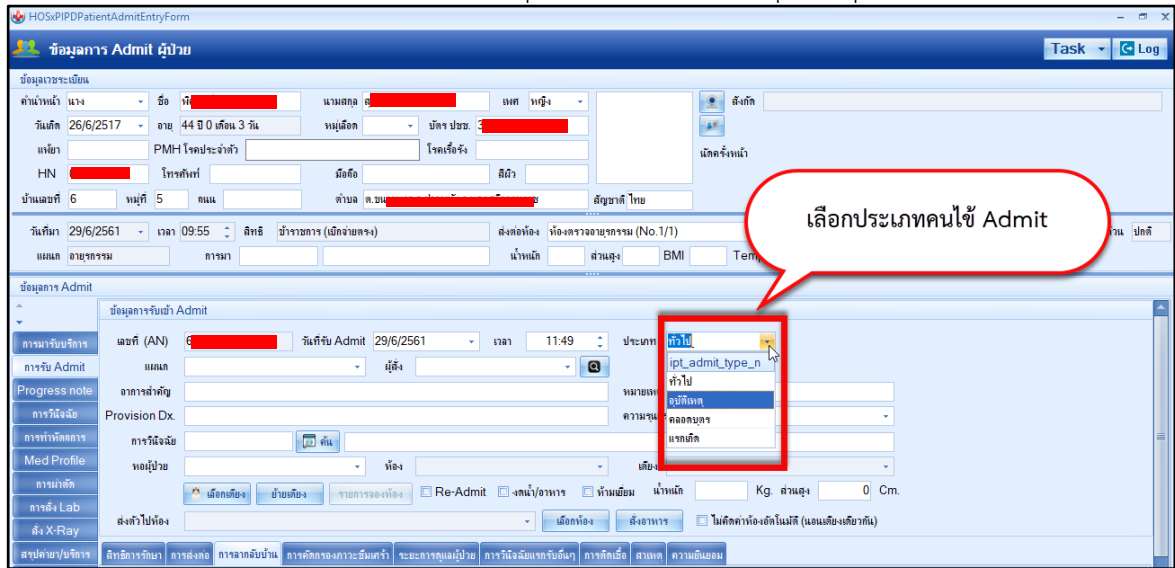 HOSxPIPDPatientAdmitEntryForm
ข้อมูลการ Admit ผู้ป่วย
Task
Log
ข้อมูลเวชระเบียน
คำนำหน้า นาง ชื่อ นามสกุล เพศ หญิง สังกัด
วันเกิด 26/6/2517 อายุ 44 ปี 0 เดือน 3 วัน หมู่เลือด บัตร ปชช. 3
แพ้ยา PMH โรคประจำตัว โรคเรื้อรัง นัดครั้งหน้า
HN โทรศัพท์ มือถือ สีผิว
บ้านเลขที่ 6 หมู่ที่ 5 ถนน ตำบล สัญชาติ ไทย
เลือกประเภทคนไข้ Admit
วันที่มา 29/6/2561 เวลา 09:55 สิทธิ ข้าราชการ (เบิกจ่ายตรง) ส่งต่อห้อง ห้องตรวจอายุรกรรม (No.1/1) ปกติ
แผนก อายุรกรรม การมา น้ำหนัก ส่วนสูง BMI
ข้อมูลการ Admit
ข้อมูลการรับเข้า Admit
การมารับบริการ เลขที่ (AN) 6 วันที่รับ Admit 29/6/2561 เวลา 11:49 ประเภท ทั่วไป
การรับ Admit แผนก ผู้สั่ง ipt_admit_type_n
ทั่วไป
Progress note อาการสำคัญ อุบัติเหตุ
การวินิจฉัย Provision Dx. คลอดบุตร
การทำหัตถการ การวินิจฉัย ค้น แรกเกิด
Med Profile หอผู้ป่วย ห้อง เตียง
การผ่าตัด เลือกเตียง ย้ายเตียง รายการจองห้อง Re-Admit งดน้ำ/อาหาร ห้ามเยี่ยม น้ำหนัก Kg. ส่วนสูง 0 Cm.
การสั่ง Lab
สั่ง X-Ray ส่งตัวไปห้อง เลือกห้อง สั่งอาหาร ไม่คิดค่าห้องอัตโนมัติ (นอนเตียงเดียวกัน)
สรุปค่ายา/บริการ สิทธิการรักษา การส่งต่อ การลากลับบ้าน การคัดกรองภาวะซึมเศร้า ระยะการดูแลผู้ป่วย การวินิจฉัยแรกรับอื่นๆ การติดเชื้อ สาเหตุ ความยินยอม